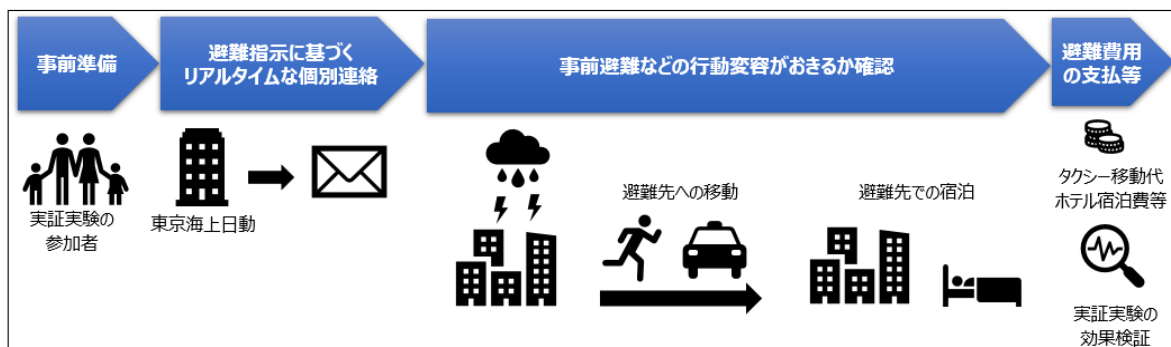 事前準備
避難指示に基づく
リアルタイムな個別連絡
事前避難などの行動変容がおきるか確認
避難費用
の支払等
実証実験の
参加者
東京海上日動
避難先への移動
避難先での宿泊
タクシー移動代
ホテル宿泊費等
実証実験の
効果検証